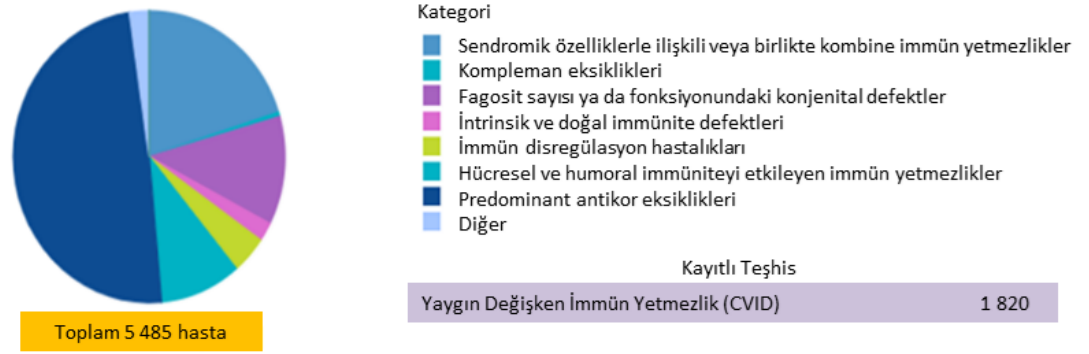 Kategori
Sendromik özelliklerle ilişkili veya birlikte kombine immün yetmezlikler
Kompleman eksiklikleri
Fagosit sayısı ya da fonksiyonundaki konjenital defektler
İntrinsik ve doğal immünite defektleri
İmmün disregülasyon hastalıkları
Hücresel ve humoral immüniteyi etkileyen immün yetmezlikler
Predominant antikor eksiklikleri
Diğer
Kayıtlı Teşhis
Yaygın Değişken İmmün Yetmezlik (CVID) 1 820
Toplam 5 485 hasta